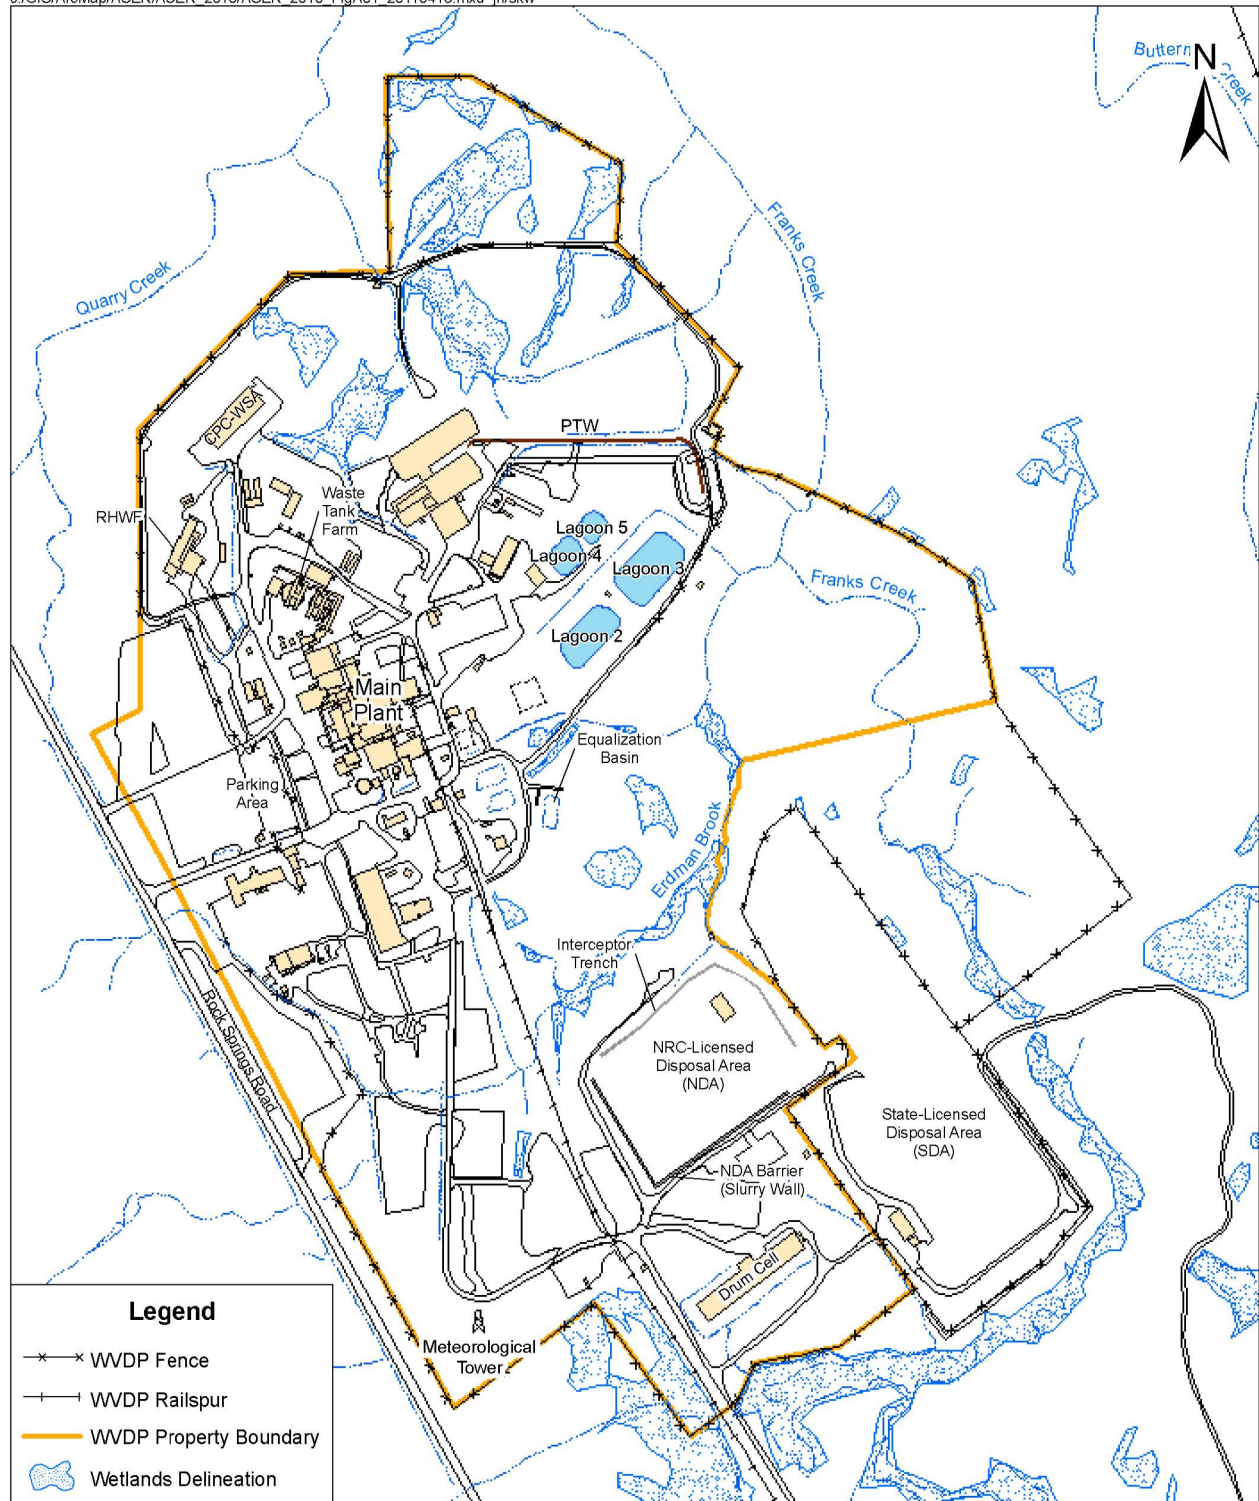 Buttern
Creek
N
Franks Creek
Quarry Creek
CPC-WSA
PTW
Waste
Tank
Farm
RHWF
Lagoon 5
Lagoon 4
Lagoon 3
Franks Creek
Lagoon 2
Main
Plant
Equalization
Basin
Parking
Area
Erdman Brook
Interceptor
Trench
Rock Springs Road
NRC-Licensed
Disposal Area
(NDA)
State-Licensed
Disposal Area
(SDA)
NDA Barrier
(Slurry Wall)
Drum Cell
Meteorological
Tower
Legend
WVDP Fence
WVDP Railspur
WVDP Property Boundary
Wetlands Delineation